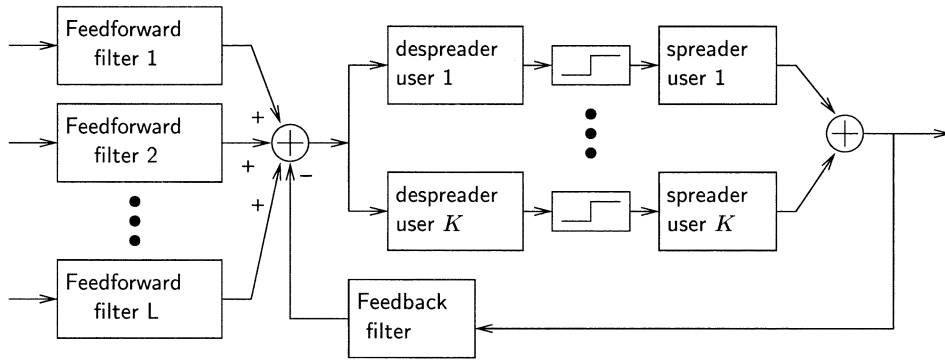 Feedforward
filter 1
Feedforward
filter 2
Feedforward
filter L
+
+
+
+
−
despreader
user 1
spreader
user 1
despreader
user K
spreader
user K
+
Feedback
filter